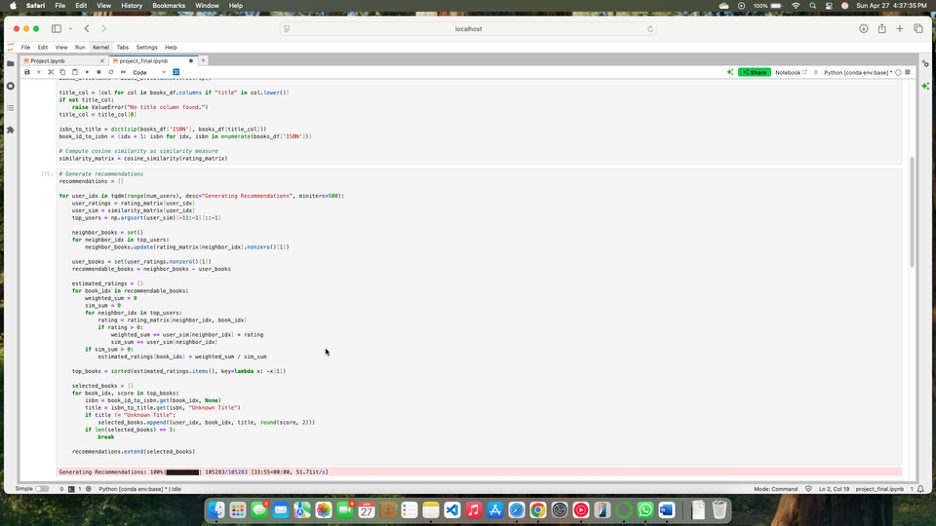 Safari File Edit View History Bookmarks Window Help 100% Sun Apr 27 4:37:35 PM
localhost
File Edit View Run Kernel Tabs Settings Help
Project.ipynb project_final.ipynb
Code Share Notebook Python [conda env:base] *
title_col = [col for col in books_df.columns if "title" in col.lower()]
if not title_col:
raise ValueError("No title column found.")
title_col = title_col[0]
isbn_to_title = dict(zip(books_df['ISBN'], books_df[title_col]))
book_id_to_isbn = {idx + 1: isbn for idx, isbn in enumerate(books_df['ISBN'])}
# Compute cosine similarity as similarity measure
similarity_matrix = cosine_similarity(rating_matrix)
[7]: # Generate recommendations
recommendations = []
for user_idx in tqdm(range(num_users), desc="Generating Recommendations", miniters=500):
user_ratings = rating_matrix[user_idx]
user_sim = similarity_matrix[user_idx]
top_users = np.argsort(user_sim)[-11:-1][::-1]
neighbor_books = set()
for neighbor_idx in top_users:
neighbor_books.update(rating_matrix[neighbor_idx].nonzero()[1])
user_books = set(user_ratings.nonzero()[1])
recommendable_books = neighbor_books - user_books
estimated_ratings = {}
for book_idx in recommendable_books:
weighted_sum = 0
sim_sum = 0
for neighbor_idx in top_users:
rating = rating_matrix[neighbor_idx, book_idx]
if rating > 0:
weighted_sum += user_sim[neighbor_idx] * rating
sim_sum += user_sim[neighbor_idx]
if sim_sum > 0:
estimated_ratings[book_idx] = weighted_sum / sim_sum
top_books = sorted(estimated_ratings.items(), key=lambda x: -x[1])
selected_books = []
for book_idx, score in top_books:
isbn = book_id_to_isbn.get(book_idx, None)
title = isbn_to_title.get(isbn, "Unknown Title")
if title != "Unknown Title":
selected_books.append((user_idx, book_idx, title, round(score, 2)))
if len(selected_books) == 5:
break
recommendations.extend(selected_books)
Generating Recommendations: 100%|██████████| 105283/105283 [33:55<00:00, 51.71it/s]
Simple 1 Python [conda env:base] * | Idle Mode: Command Ln 2, Col 19 project_final.ipynb 1